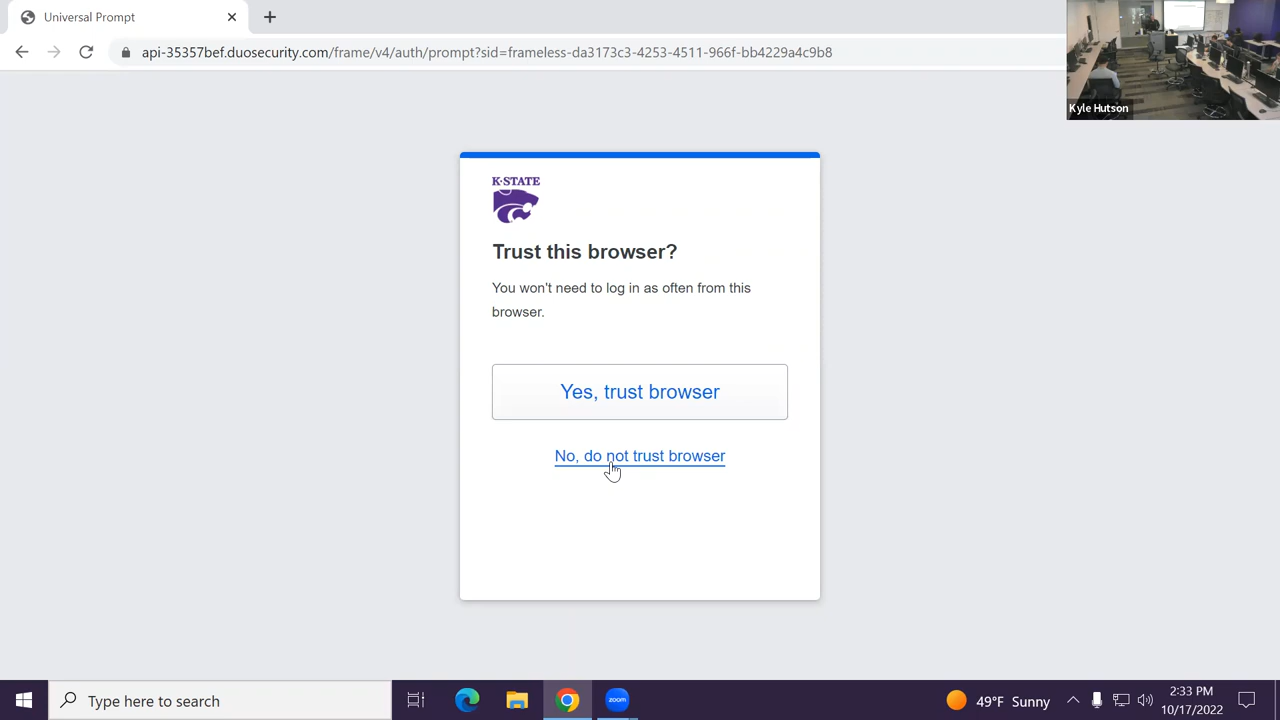 Universal Prompt
api-35357bef.duosecurity.com/frame/v4/auth/prompt?sid=frameless-da3173c3-4253-4511-966f-bb4229a4c9b8
Kyle Hutson
K·STATE
Trust this browser?
You won't need to log in as often from this
browser.
Yes, trust browser
No, do not trust browser
Type here to search
zoom
49°F Sunny
2:33 PM
10/17/2022